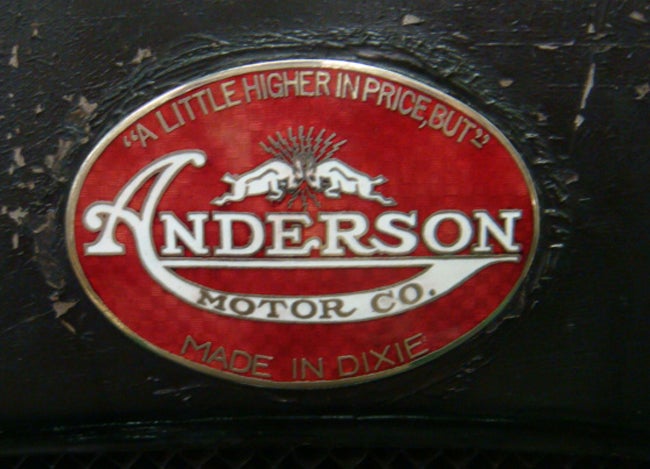 "A LITTLE HIGHER IN PRICE, BUT"
ANDERSON
MOTOR CO.
MADE IN DIXIE